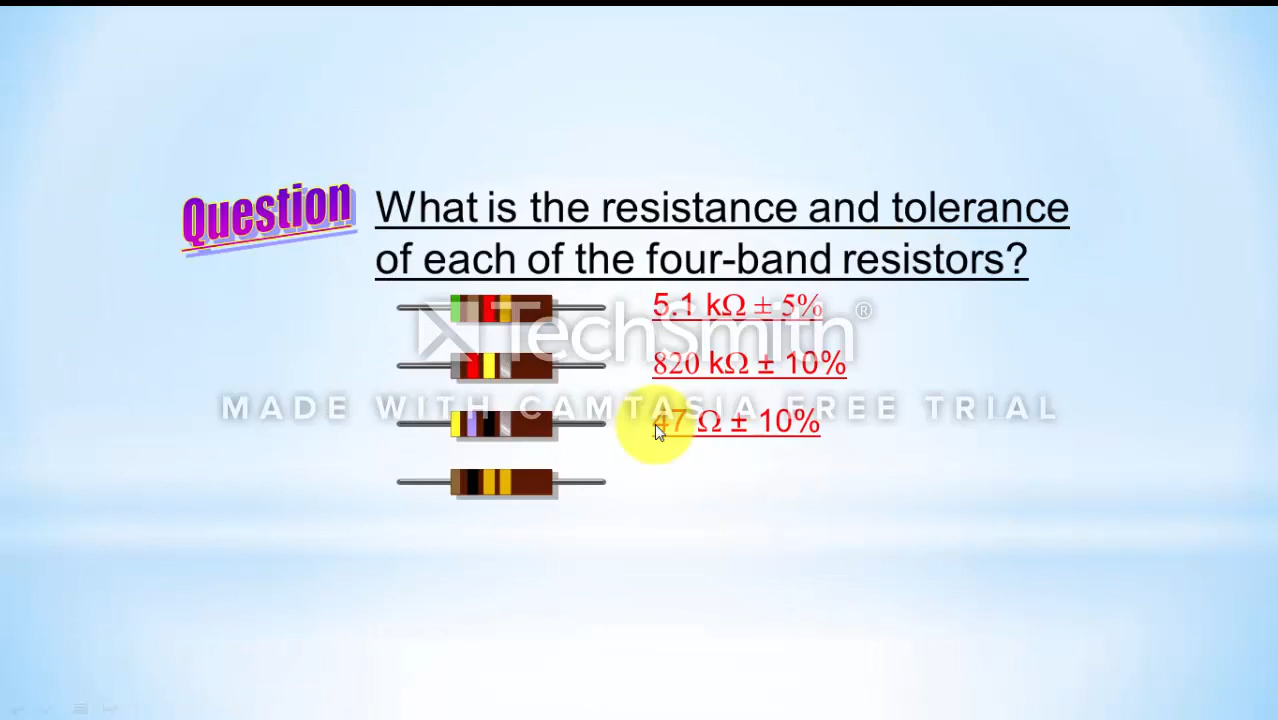 Question
What is the resistance and tolerance
of each of the four-band resistors?
5.1 kΩ ± 5%
TechSmith®
820 kΩ ± 10%
MADE WITH CAMTASIA FREE TRIAL
47 Ω ± 10%